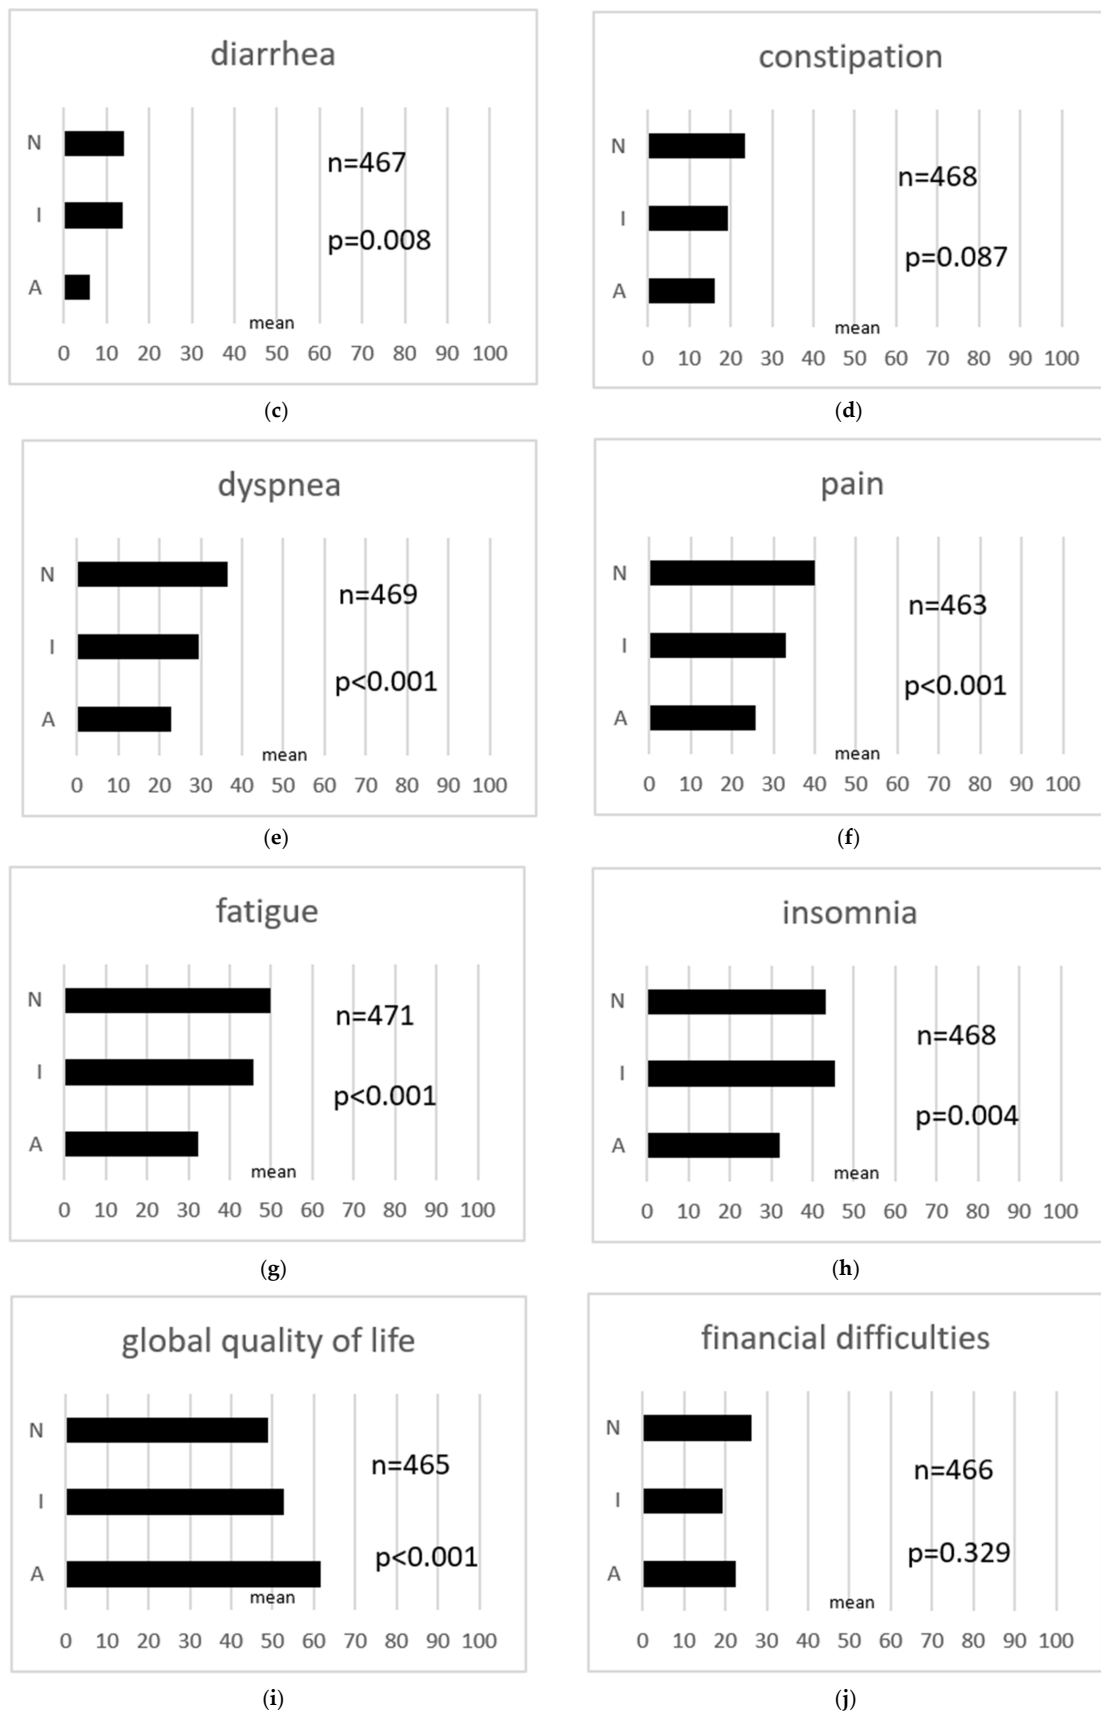 diarrhea
N
n=467
I
p=0.008
A
mean
0 10 20 30 40 50 60 70 80 90 100
(c)
constipation
N
n=468
I
p=0.087
A
mean
0 10 20 30 40 50 60 70 80 90 100
(d)
dyspnea
N
n=469
I
p<0.001
A
mean
0 10 20 30 40 50 60 70 80 90 100
(e)
pain
N
n=463
I
p<0.001
A
mean
0 10 20 30 40 50 60 70 80 90 100
(f)
fatigue
N
n=471
I
p<0.001
A
mean
0 10 20 30 40 50 60 70 80 90 100
(g)
insomnia
N
n=468
I
p=0.004
A
mean
0 10 20 30 40 50 60 70 80 90 100
(h)
global quality of life
N
n=465
I
p<0.001
A
mean
0 10 20 30 40 50 60 70 80 90 100
(i)
financial difficulties
N
n=466
I
p=0.329
A
mean
0 10 20 30 40 50 60 70 80 90 100
(j)